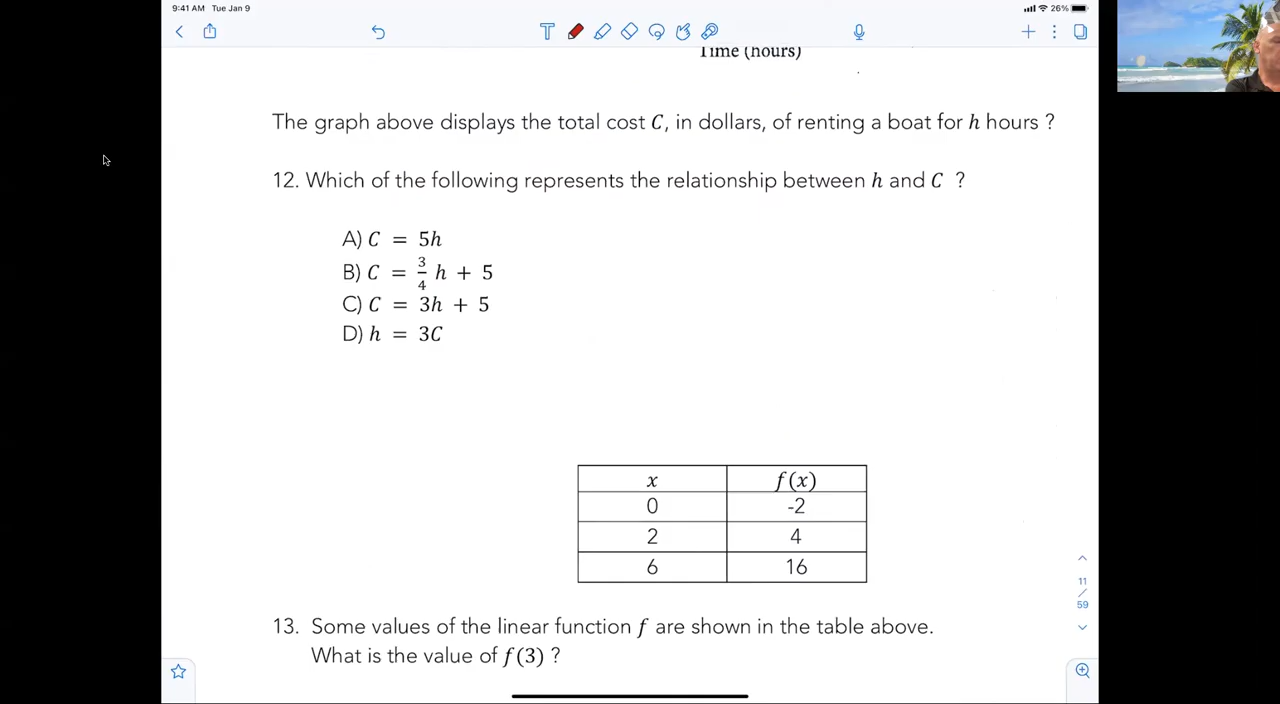 9:41 AM Tue Jan 9
26%
T
Time (hours)
The graph above displays the total cost C, in dollars, of renting a boat for h hours ?
12. Which of the following represents the relationship between h and C ?
A) C = 5h
B) C = 3/4 h + 5
C) C = 3h + 5
D) h = 3C
x f(x)
0 -2
2 4
6 16
11
/
59
13. Some values of the linear function f are shown in the table above.
What is the value of f(3) ?